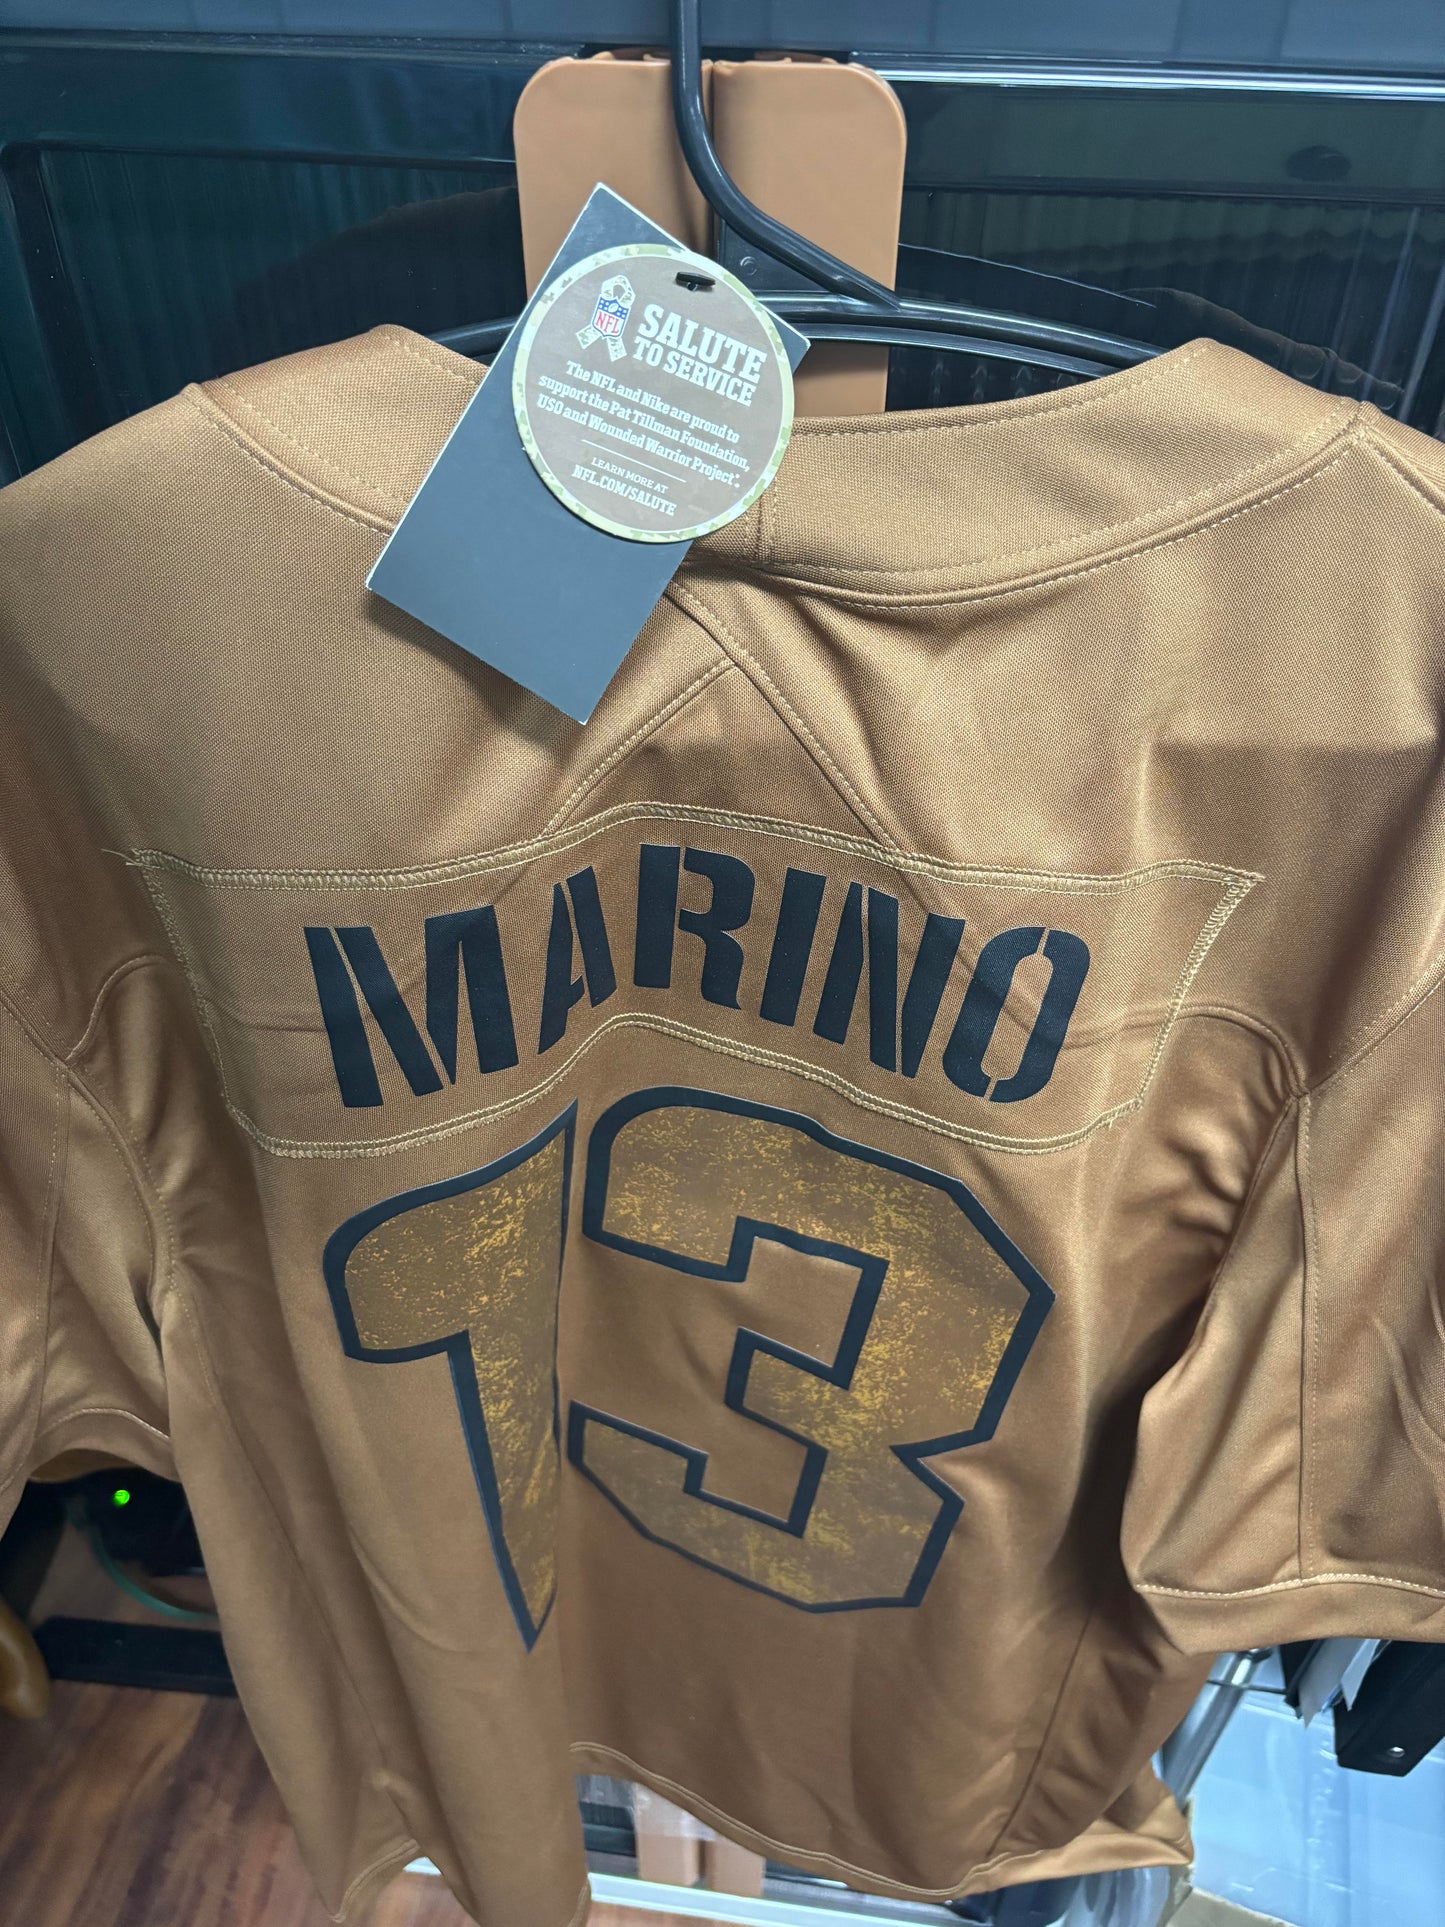 NFL
SALUTE
TO SERVICE
The NFL and Nike are proud to
support the Pat Tillman Foundation,
USO and Wounded Warrior Project®.
LEARN MORE AT
NFL.COM/SALUTE
MARINO
13